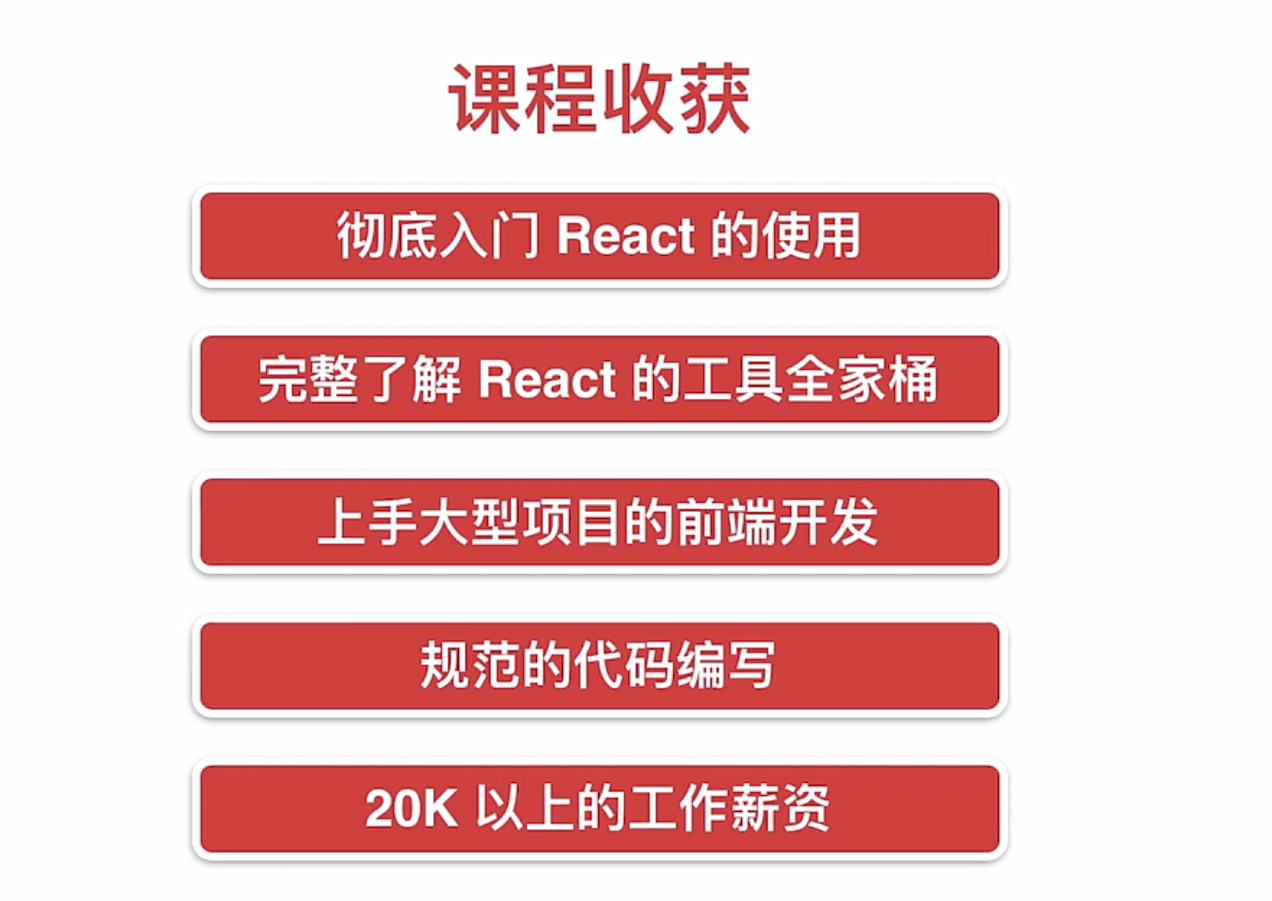 课程收获
彻底入门 React 的使用
完整了解 React 的工具全家桶
上手大型项目的前端开发
规范的代码编写
20K 以上的工作薪资